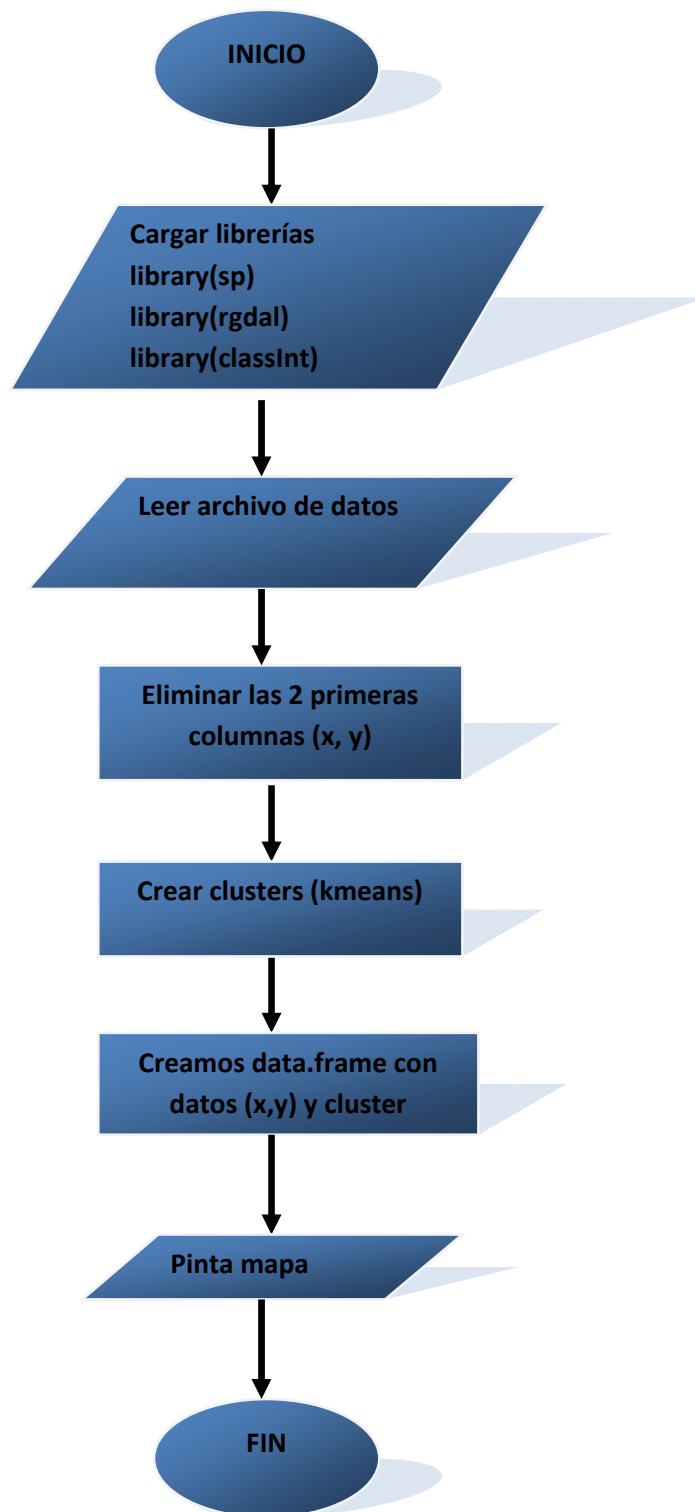 INICIO
Cargar librerías
library(sp)
library(rgdal)
library(classInt)
Leer archivo de datos
Eliminar las 2 primeras
columnas (x, y)
Crear clusters (kmeans)
Creamos data.frame con
datos (x,y) y cluster
Pinta mapa
FIN